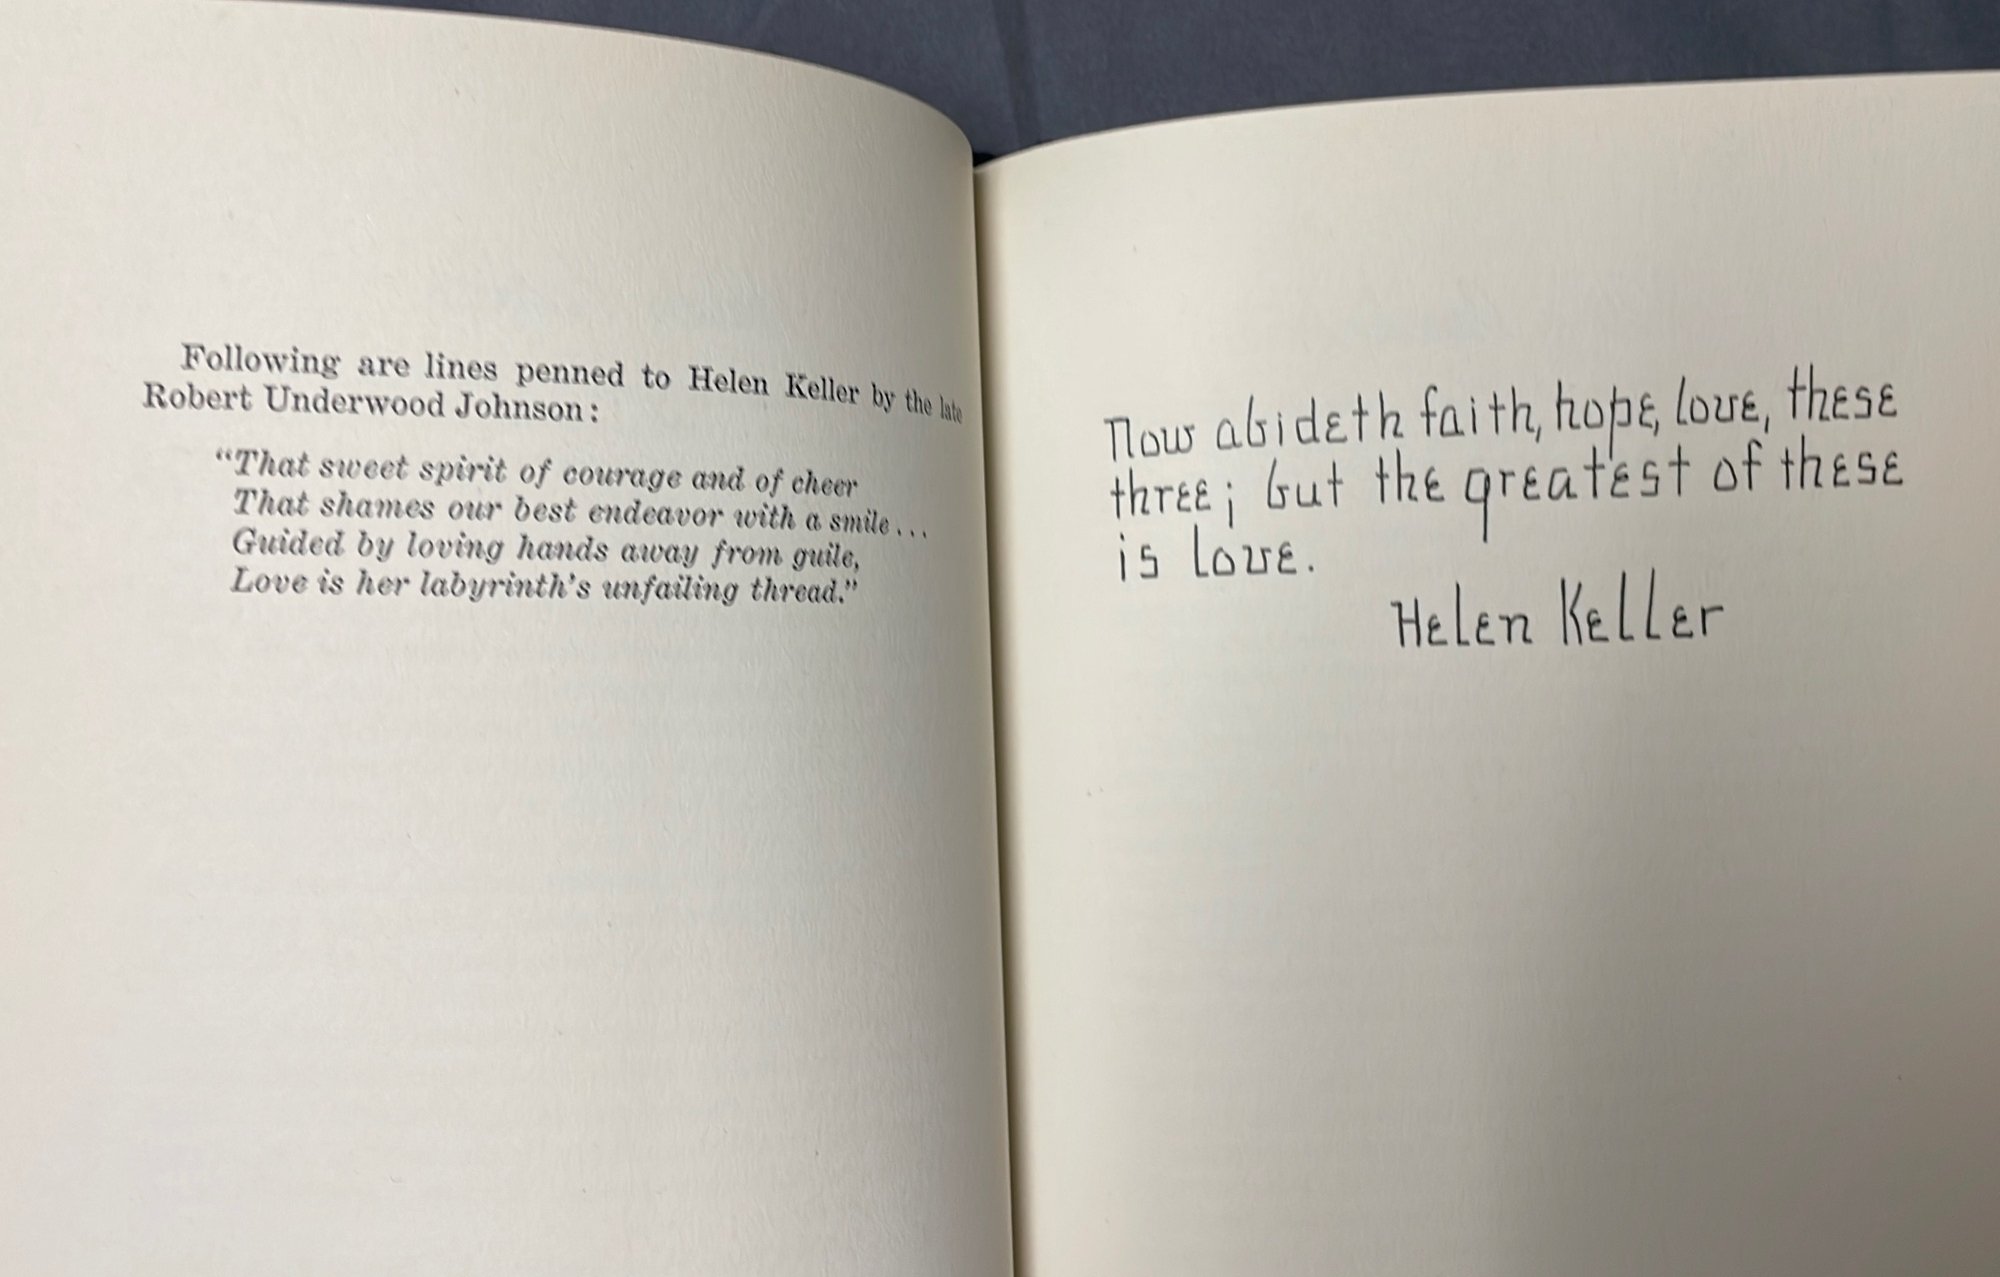 Following are lines penned to Helen Keller by the late
Robert Underwood Johnson:
“That sweet spirit of courage and of cheer
That shames our best endeavor with a smile...
Guided by loving hands away from guile,
Love is her labyrinth's unfailing thread.”
Now abideth faith, hope, love, these
three; but the greatest of these
is love.
Helen Keller